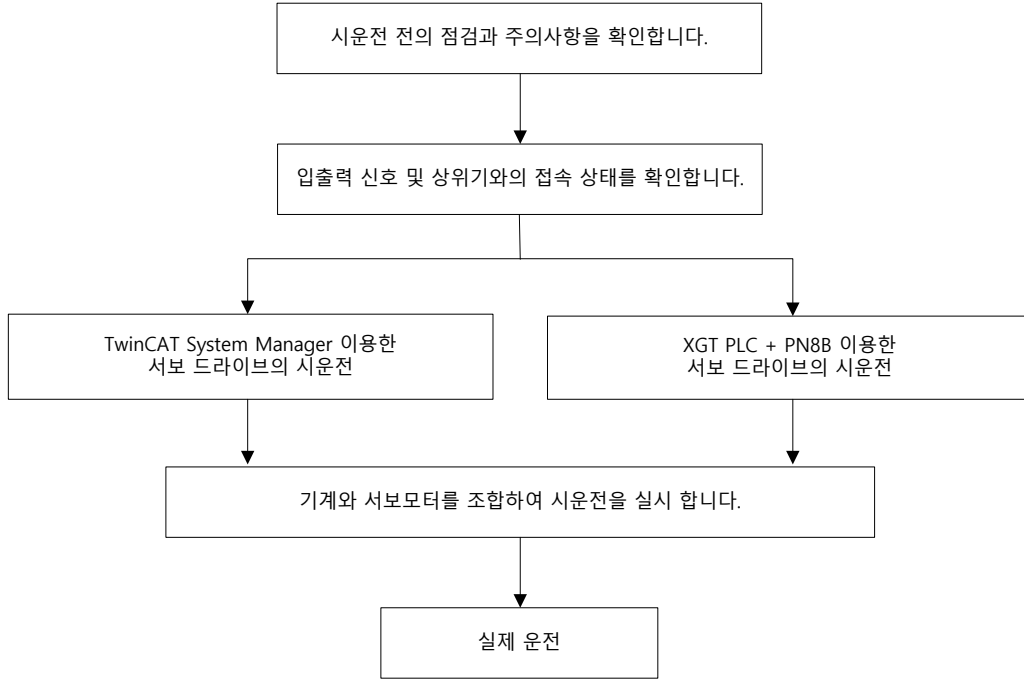 시운전 전의 점검과 주의사항을 확인합니다.
입출력 신호 및 상위기와의 접속 상태를 확인합니다.
TwinCAT System Manager 이용한
서보 드라이브의 시운전
XGT PLC + PN8B 이용한
서보 드라이브의 시운전
기계와 서보모터를 조합하여 시운전을 실시 합니다.
실제 운전